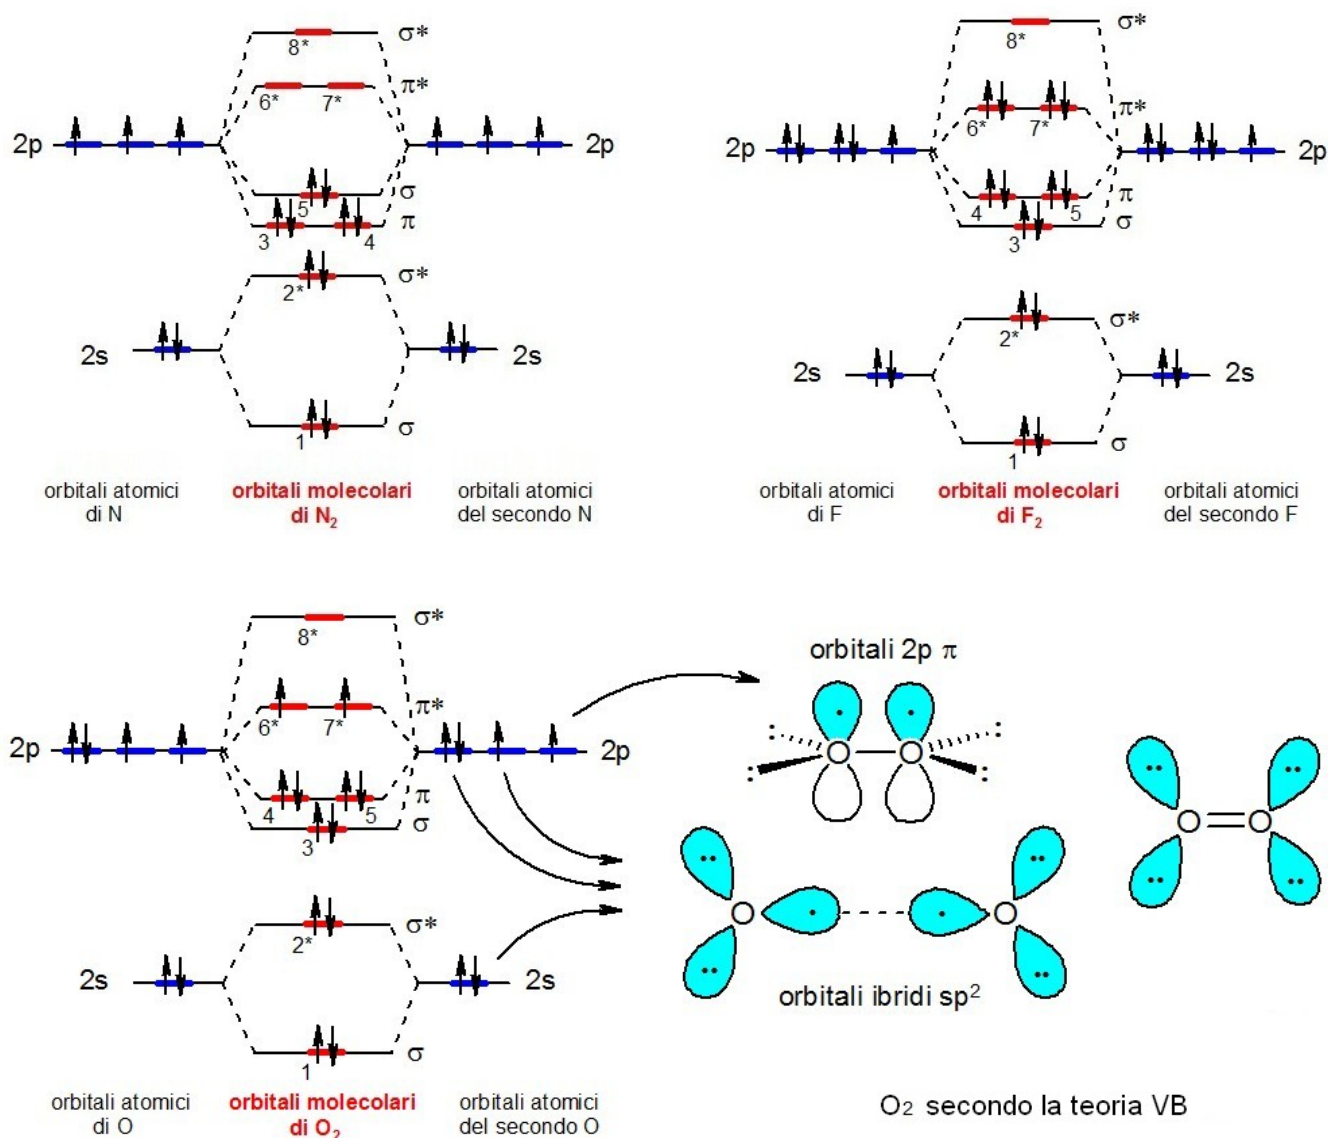 σ*
8*
π*
6* 7*
2p 2p
σ
5
π
3 4
σ*
2*
2s 2s
σ
1
orbitali atomici
di N
orbitali molecolari
di N2
orbitali atomici
del secondo N
σ*
8*
π*
6* 7*
2p 2p
π
4 5
σ
3
σ*
2*
2s 2s
σ
1
orbitali atomici
di F
orbitali molecolari
di F2
orbitali atomici
del secondo F
σ*
8*
π*
6* 7*
2p 2p
π
4 5
σ
3
σ*
2*
2s 2s
σ
1
orbitali atomici
di O
orbitali molecolari
di O2
orbitali atomici
del secondo O
orbitali 2p π
O O
O O
orbitali ibridi sp2
O O
O2 secondo la teoria VB